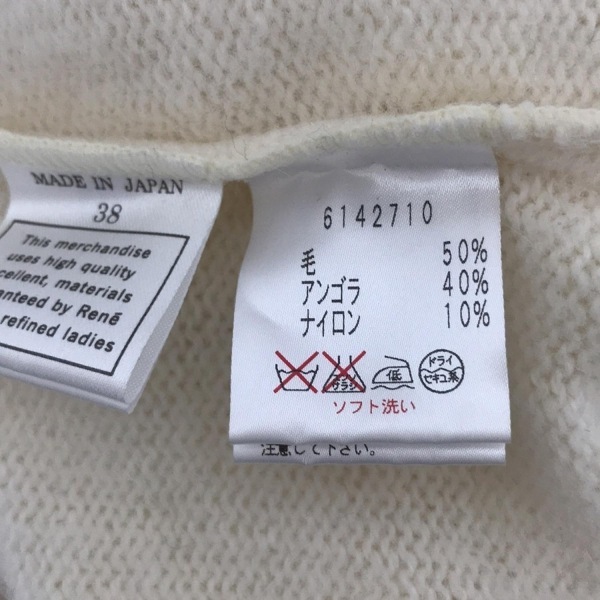 MADE IN JAPAN
38
This merchandise
uses high quality
materials
by René
refined ladies
6142710
毛 50%
アンゴラ 40%
ナイロン 10%
低
ドライ
セキユ系
ソフト洗い
注意して下さい。